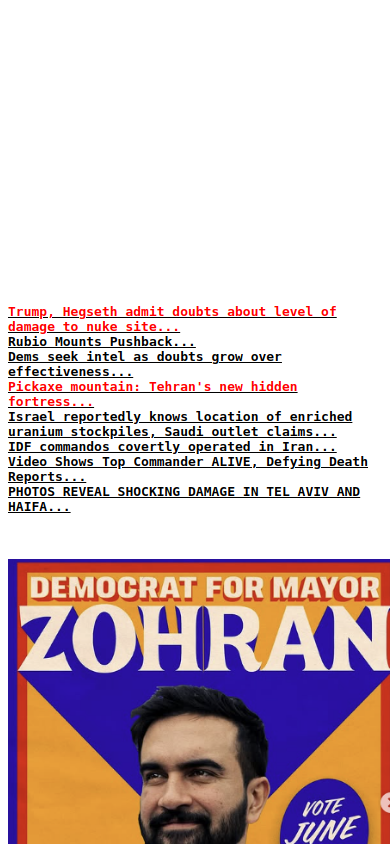 Trump, Hegseth admit doubts about level of
damage to nuke site...
Rubio Mounts Pushback...
Dems seek intel as doubts grow over
effectiveness...
Pickaxe mountain: Tehran's new hidden
fortress...
Israel reportedly knows location of enriched
uranium stockpiles, Saudi outlet claims...
IDF commandos covertly operated in Iran...
Video Shows Top Commander ALIVE, Defying Death
Reports...
PHOTOS REVEAL SHOCKING DAMAGE IN TEL AVIV AND
HAIFA...
DEMOCRAT FOR MAYOR
ZOHRAN
VOTE
JUNE